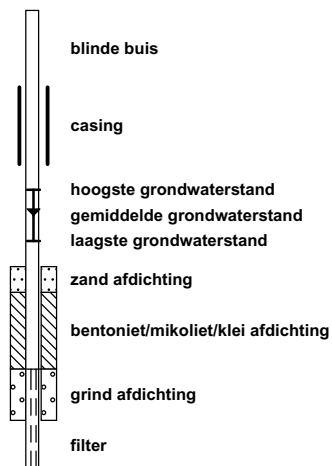 blinde buis
casing
hoogste grondwaterstand
gemiddelde grondwaterstand
laagste grondwaterstand
zand afdichting
bentoniet/mikoliet/klei afdichting
grind afdichting
filter